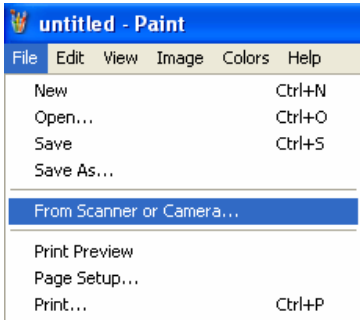 untitled - Paint
File Edit View Image Colors Help
New Ctrl+N
Open... Ctrl+O
Save Ctrl+S
Save As...
From Scanner or Camera...
Print Preview
Page Setup...
Print... Ctrl+P